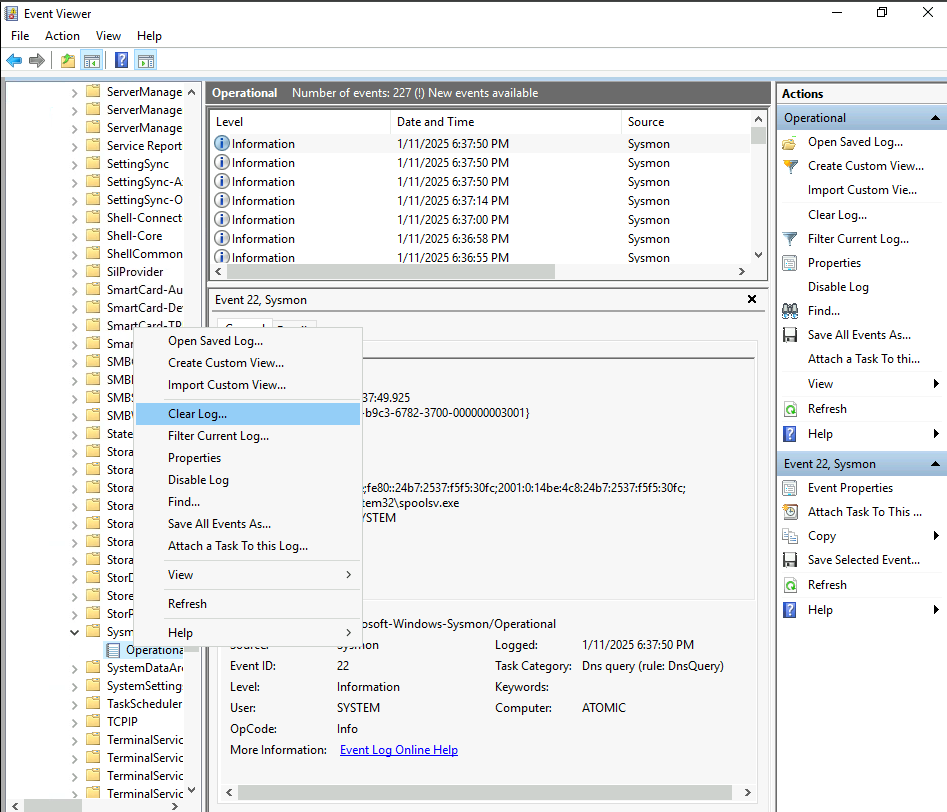 Event Viewer
File Action View Help
ServerManage
ServerManage
ServerManage
Service Report
SettingSync
SettingSync-A
SettingSync-O
Shell-Connect
Shell-Core
ShellCommon
SilProvider
SmartCard-Au
SmartCard-De
SmartCard-TP
Smar
SMB
SMB
SMBS
SMB
State
Stora
Stora
Stora
Stora
Stora
Stora
Stora
StorD
Store
StorP
Sysm
Operationa
SystemDataAr
SystemSetting
TaskScheduler
TCPIP
TerminalServic
TerminalServic
TerminalServic
TerminalServic
Operational Number of events: 227 (!) New events available
Level Date and Time Source
Information 1/11/2025 6:37:50 PM Sysmon
Information 1/11/2025 6:37:50 PM Sysmon
Information 1/11/2025 6:37:50 PM Sysmon
Information 1/11/2025 6:37:14 PM Sysmon
Information 1/11/2025 6:37:00 PM Sysmon
Information 1/11/2025 6:36:58 PM Sysmon
Information 1/11/2025 6:36:55 PM Sysmon
Event 22, Sysmon
Open Saved Log...
Create Custom View...
Import Custom View...
Clear Log...
Filter Current Log...
Properties
Disable Log
Find...
Save All Events As...
Attach a Task To this Log...
View
Refresh
Help
37:49.925
-b9c3-6782-3700-000000003001}
;fe80::24b7:2537:f5f5:30fc;2001:0:14be:4c8:24b7:2537:f5f5:30fc;
tem32\spoolsv.exe
YSTEM
osoft-Windows-Sysmon/Operational
Source: Sysmon Logged: 1/11/2025 6:37:50 PM
Event ID: 22 Task Category: Dns query (rule: DnsQuery)
Level: Information Keywords:
User: SYSTEM Computer: ATOMIC
OpCode: Info
More Information: Event Log Online Help
Actions
Operational
Open Saved Log...
Create Custom View...
Import Custom Vie...
Clear Log...
Filter Current Log...
Properties
Disable Log
Find...
Save All Events As...
Attach a Task To thi...
View
Refresh
Help
Event 22, Sysmon
Event Properties
Attach Task To This ...
Copy
Save Selected Event...
Refresh
Help